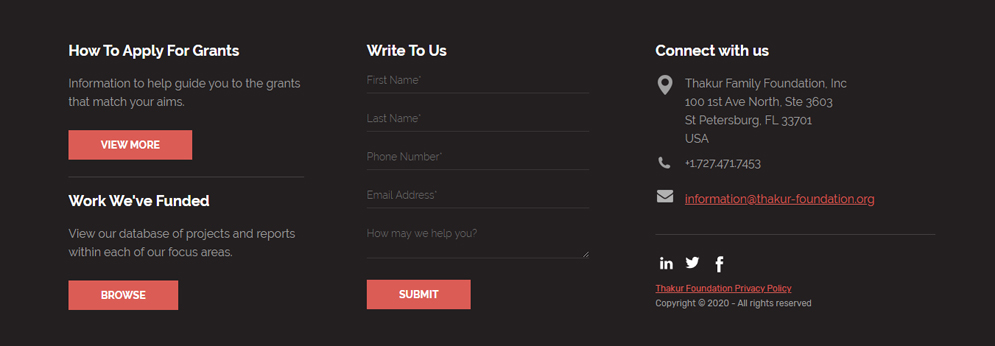 How To Apply For Grants
Information to help guide you to the grants
that match your aims.
VIEW MORE
Work We've Funded
View our database of projects and reports
within each of our focus areas.
BROWSE
Write To Us
First Name*
Last Name*
Phone Number*
Email Address*
How may we help you?
SUBMIT
Connect with us
Thakur Family Foundation, Inc
100 1st Ave North, Ste 3603
St Petersburg, FL 33701
USA
+1.727.471.7453
information@thakur-foundation.org
Thakur Foundation Privacy Policy
Copyright © 2020 - All rights reserved